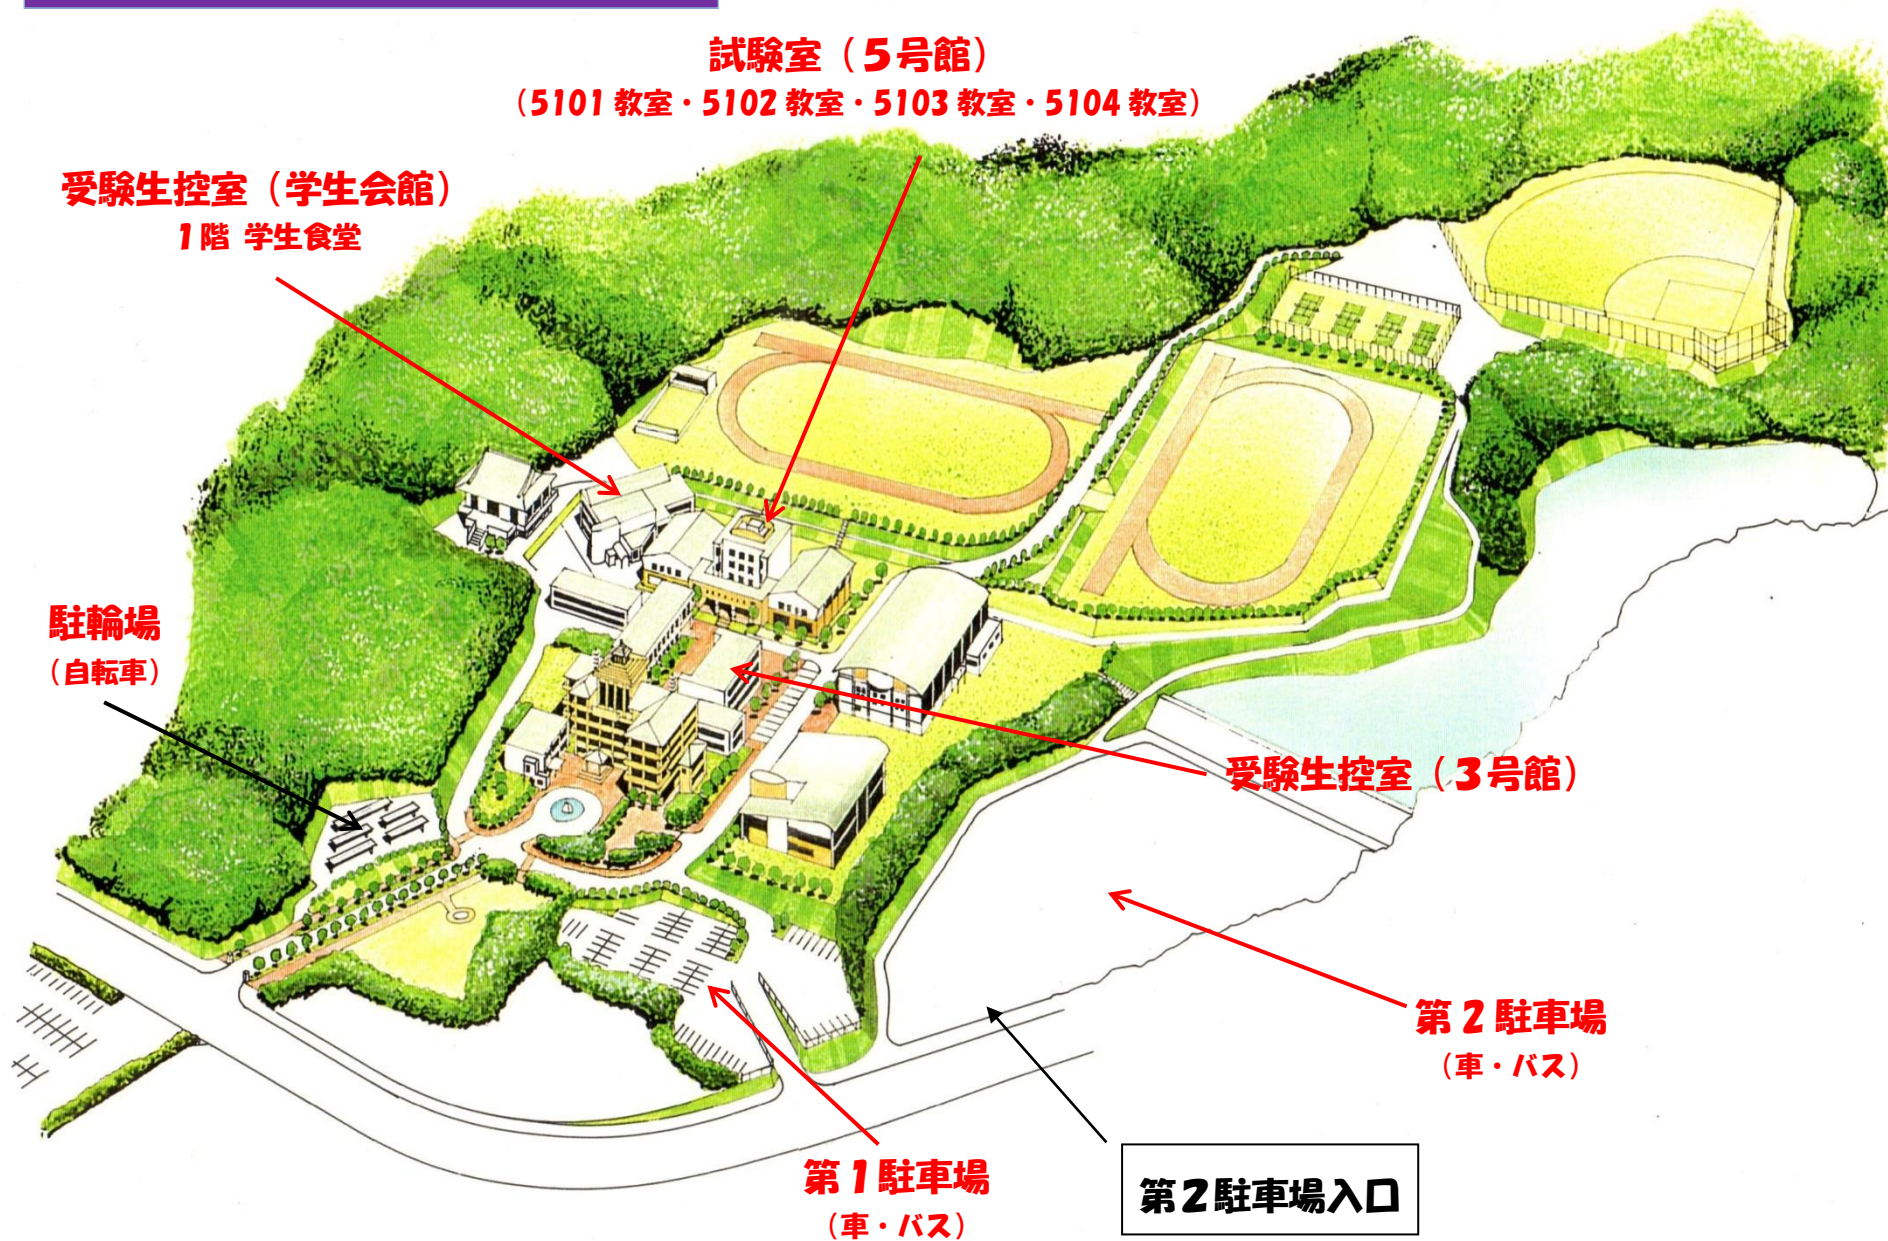 試験室（５号館）
（5101 教室・5102 教室・5103 教室・5104 教室）
受験生控室（学生会館）
1階 学生食堂
駐輪場
（自転車）
受験生控室（３号館）
第２駐車場
（車・バス）
第１駐車場
（車・バス）
第２駐車場入口